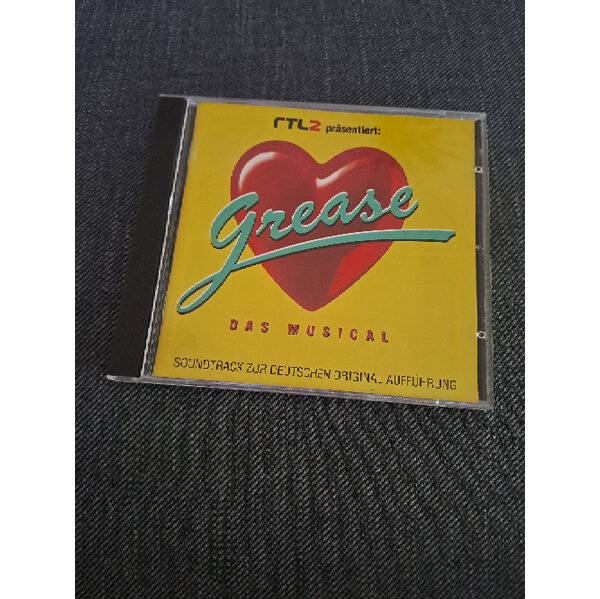 RTL2 präsentiert:
Grease
DAS MUSICAL
SOUNDTRACK ZUR DEUTSCHEN ORIGINAL AUFFÜHRUNG